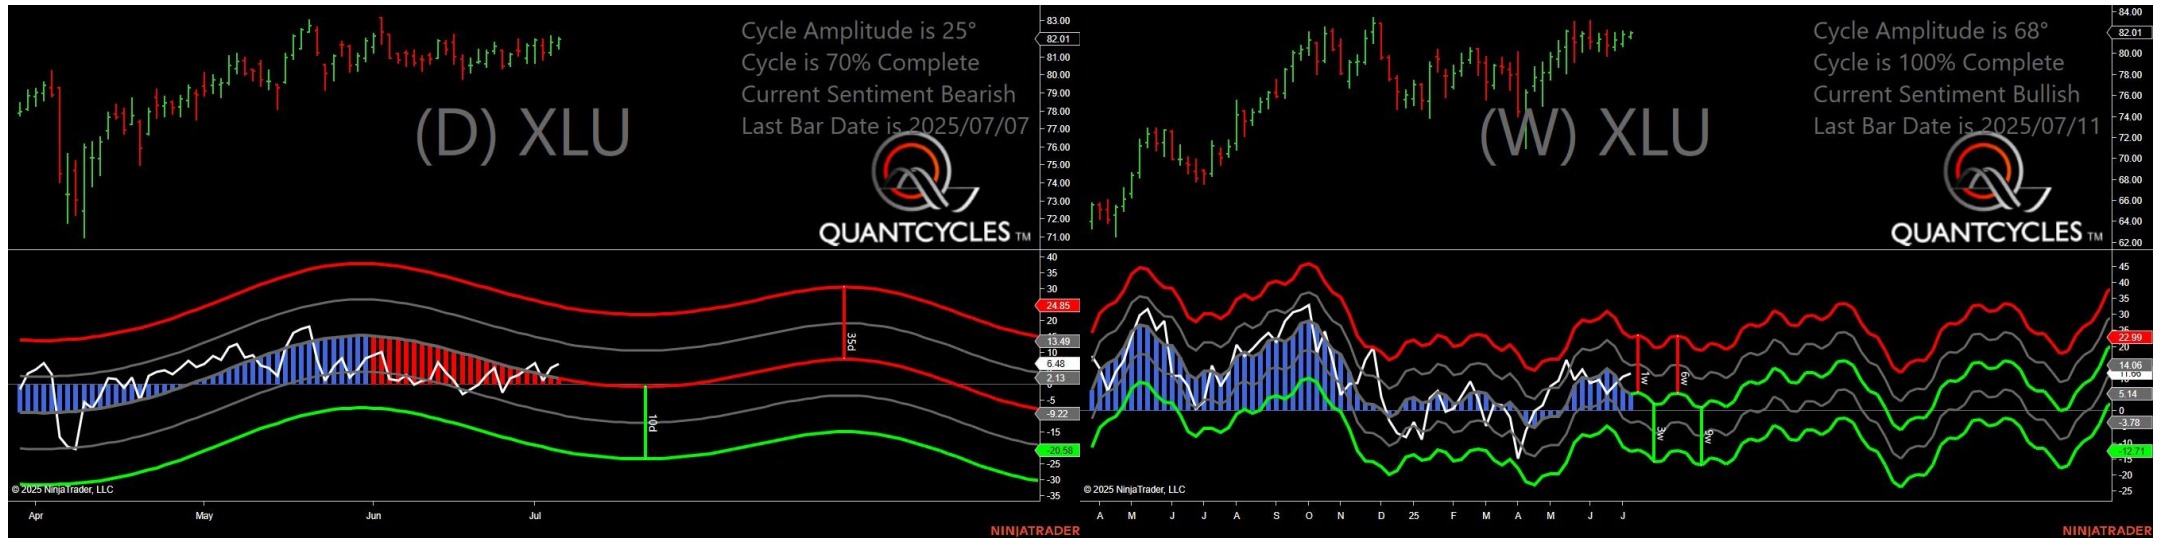 Cycle Amplitude is 25°
Cycle is 70% Complete
Current Sentiment Bearish
Last Bar Date is 2025/07/07
(D) XLU
QUANTCYCLES TM
83.00
82.01
81.00
80.00
79.00
78.00
77.00
76.00
75.00
74.00
73.00
72.00
71.00
40
35
30
24.85
20
13.49
10
6.48
2.13
-5
-9.22
-15
-20.58
-25
-30
-35
35d
10d
© 2025 NinjaTrader, LLC
Apr May Jun Jul
NINJATRADER
Cycle Amplitude is 68°
Cycle is 100% Complete
Current Sentiment Bullish
Last Bar Date is 2025/07/11
(W) XLU
QUANTCYCLES TM
84.00
82.01
80.00
78.00
76.00
74.00
72.00
70.00
68.00
66.00
64.00
62.00
45
40
35
30
25
22.99
20
14.06
5.14
0
-3.78
-10
-12.71
-15
-20
-25
1w
6w
3w
9w
© 2025 NinjaTrader, LLC
A M J J A S O N D 25 F M A M J J
NINJATRADER